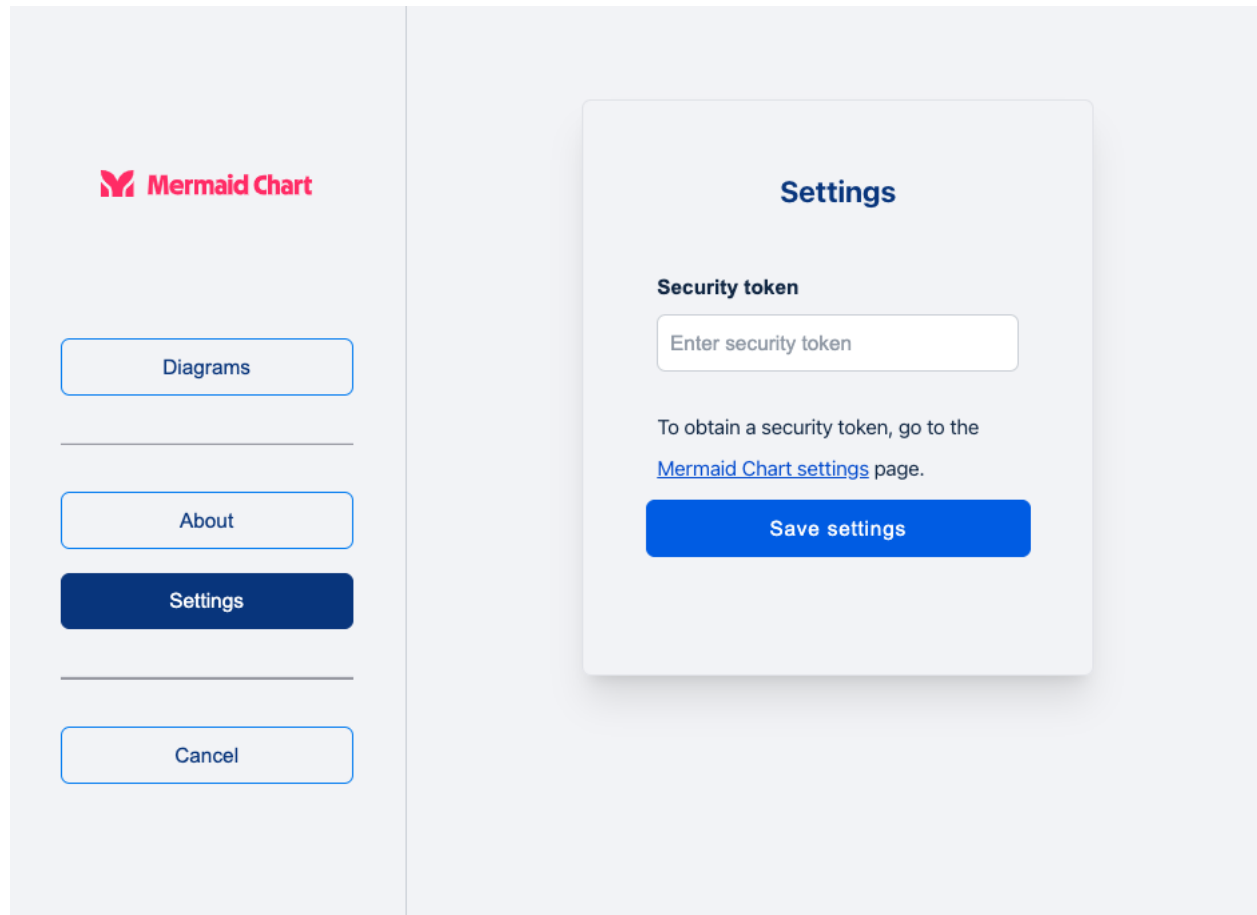 Mermaid Chart
Diagrams
About
Settings
Cancel
Settings
Security token
Enter security token
To obtain a security token, go to the
Mermaid Chart settings page.
Save settings